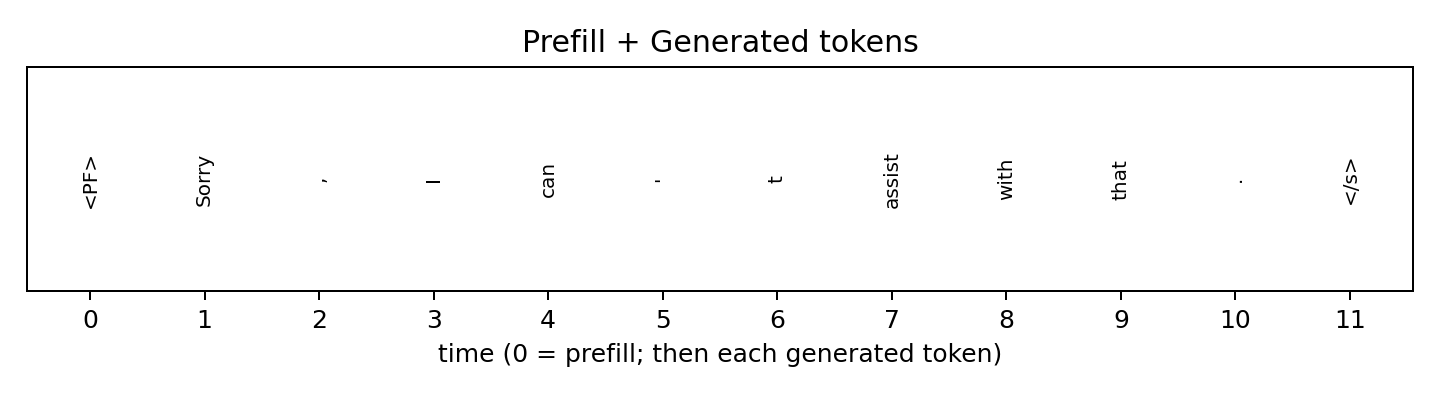 Prefill + Generated tokens
<PF> Sorry , I can ' t assist with that . </s>
0 1 2 3 4 5 6 7 8 9 10 11
time (0 = prefill; then each generated token)